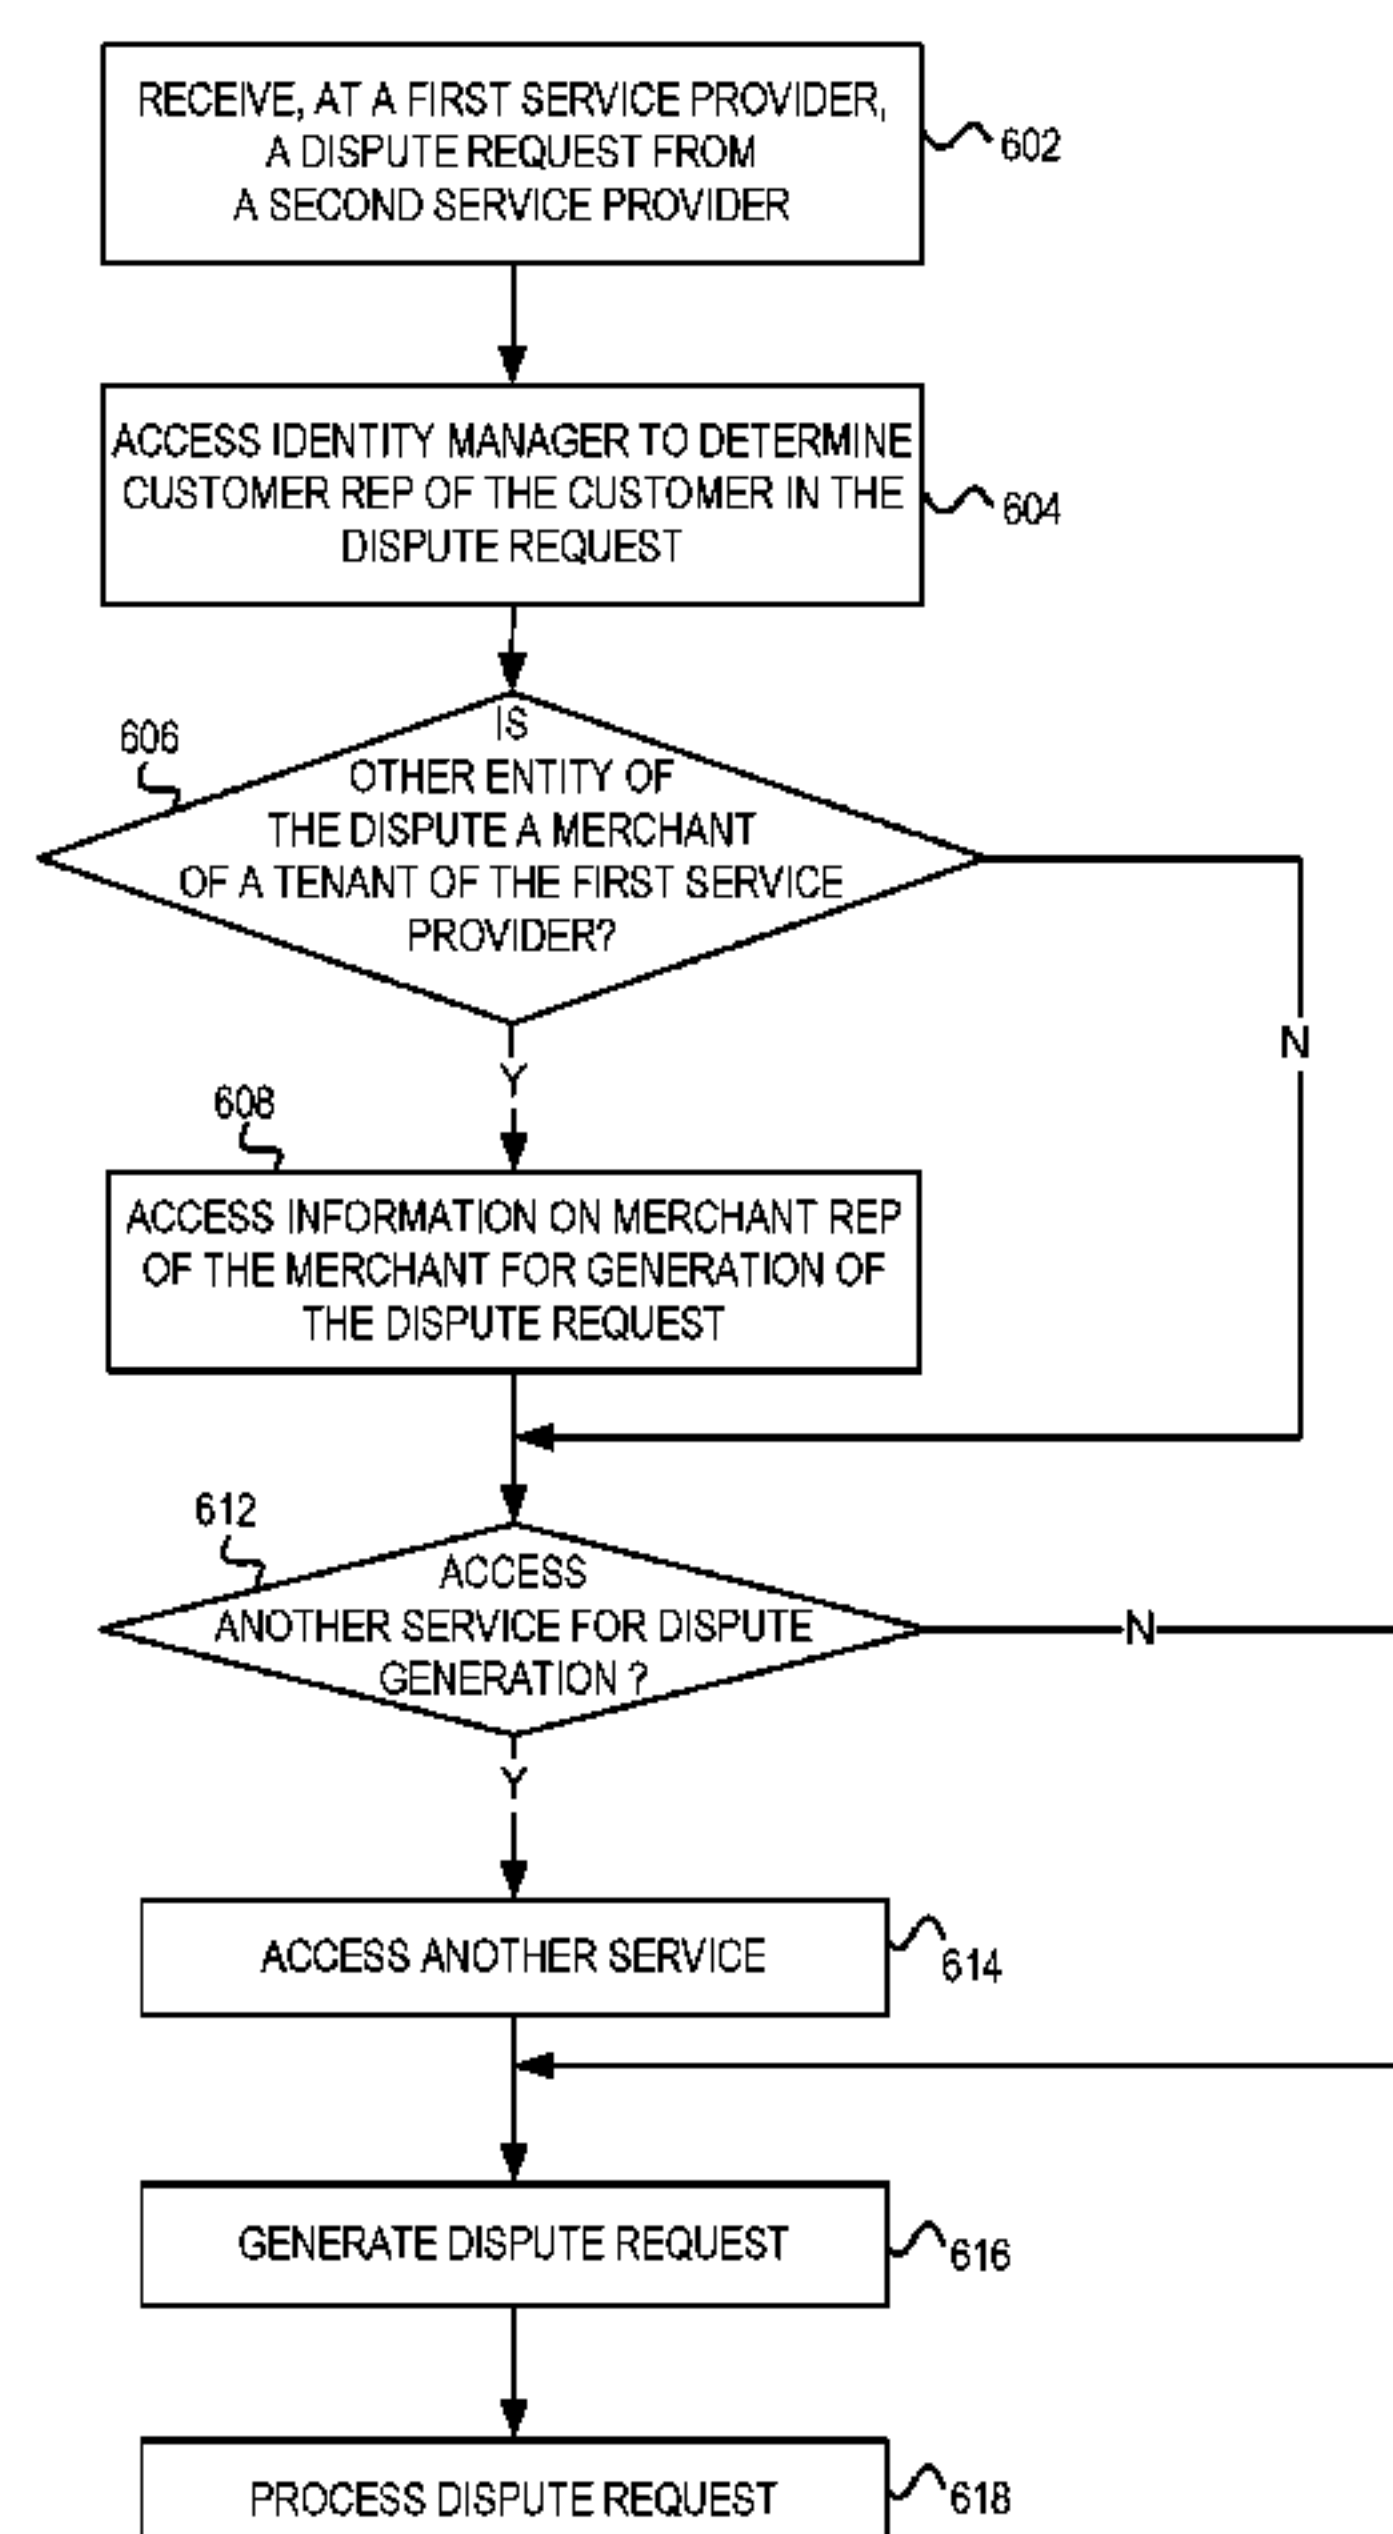 RECEIVE, AT A FIRST SERVICE PROVIDER,
A DISPUTE REQUEST FROM
A SECOND SERVICE PROVIDER
602
ACCESS IDENTITY MANAGER TO DETERMINE
CUSTOMER REP OF THE CUSTOMER IN THE
DISPUTE REQUEST
604
606
IS
OTHER ENTITY OF
THE DISPUTE A MERCHANT
OF A TENANT OF THE FIRST SERVICE
PROVIDER?
N
Y
608
ACCESS INFORMATION ON MERCHANT REP
OF THE MERCHANT FOR GENERATION OF
THE DISPUTE REQUEST
612
ACCESS
ANOTHER SERVICE FOR DISPUTE
GENERATION ?
N
Y
ACCESS ANOTHER SERVICE
614
GENERATE DISPUTE REQUEST
616
PROCESS DISPUTE REQUEST
618